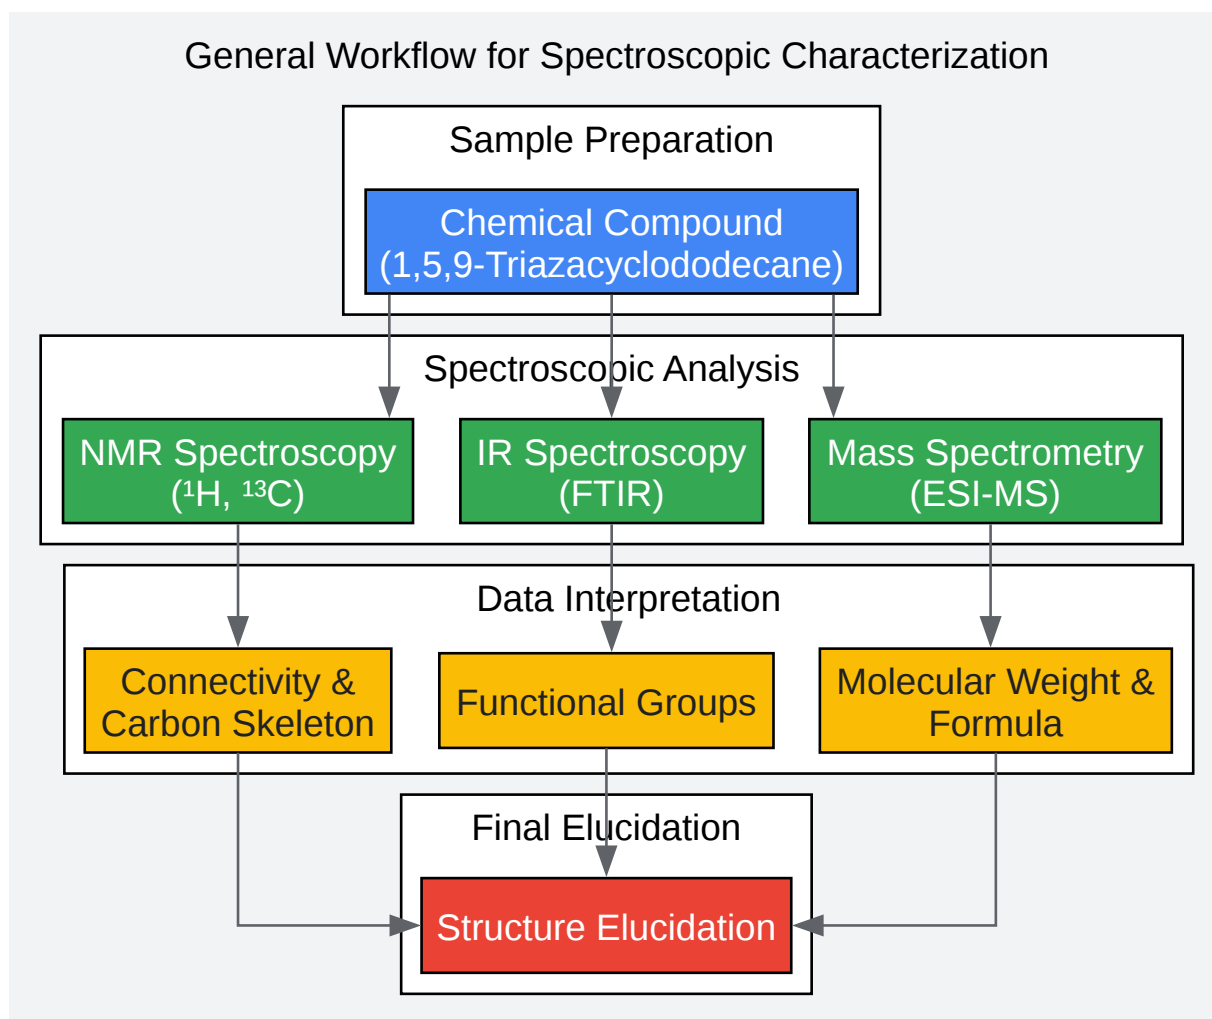 General Workflow for Spectroscopic Characterization
Sample Preparation
Chemical Compound
(1,5,9-Triazacyclododecane)
Spectroscopic Analysis
NMR Spectroscopy
(¹H, ¹³C)
IR Spectroscopy
(FTIR)
Mass Spectrometry
(ESI-MS)
Data Interpretation
Connectivity &
Carbon Skeleton
Functional Groups
Molecular Weight &
Formula
Final Elucidation
Structure Elucidation